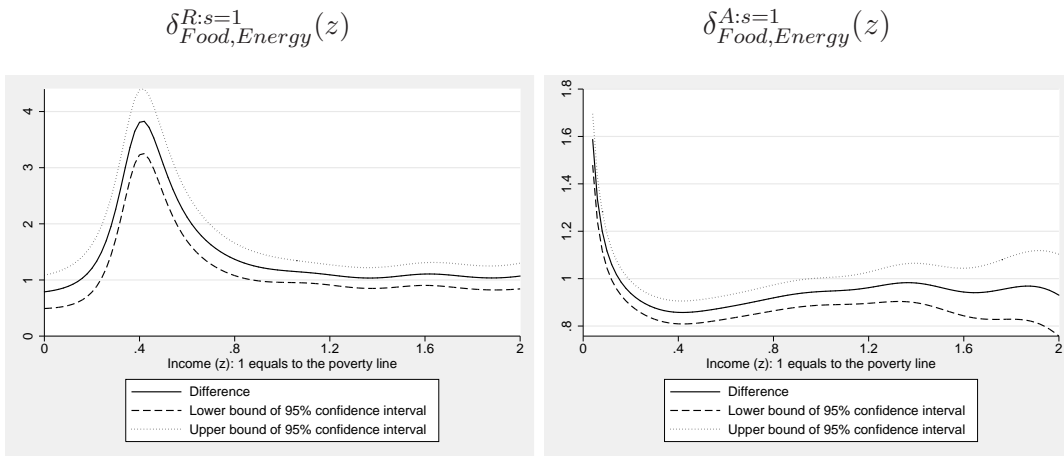 δ^{R:s=1}_{Food,Energy}(z)
4
3
2
1
0
0 .4 .8 1.2 1.6 2
Income (z): 1 equals to the poverty line
Difference
Lower bound of 95% confidence interval
Upper bound of 95% confidence interval
δ^{A:s=1}_{Food,Energy}(z)
1.8
1.6
1.4
1.2
1
.8
0 .4 .8 1.2 1.6 2
Income (z): 1 equals to the poverty line
Difference
Lower bound of 95% confidence interval
Upper bound of 95% confidence interval